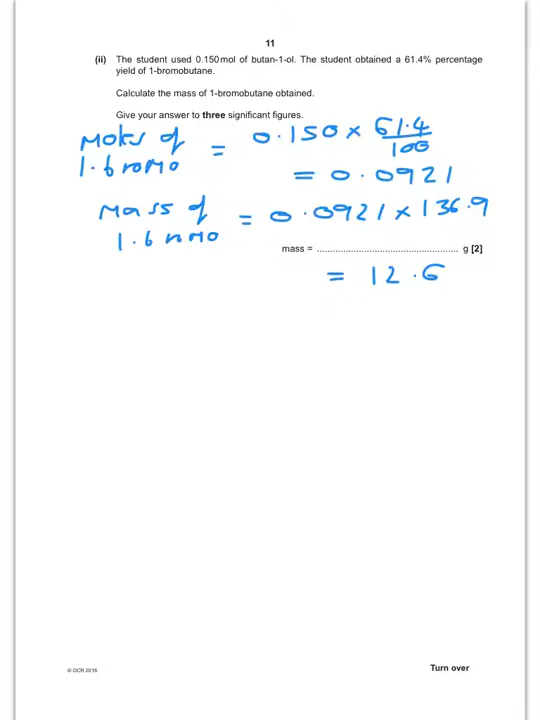 11
(ii) The student used 0.150 mol of butan-1-ol. The student obtained a 61.4% percentage
yield of 1-bromobutane.
Calculate the mass of 1-bromobutane obtained.
Give your answer to three significant figures.
Moles of
1·bromo = 0.150 × 61.4/100
= 0.0921
Mass of
1·bromo = 0.0921 × 136.9
mass = ........................................................ g [2]
= 12.6
© OCR 2016
Turn over